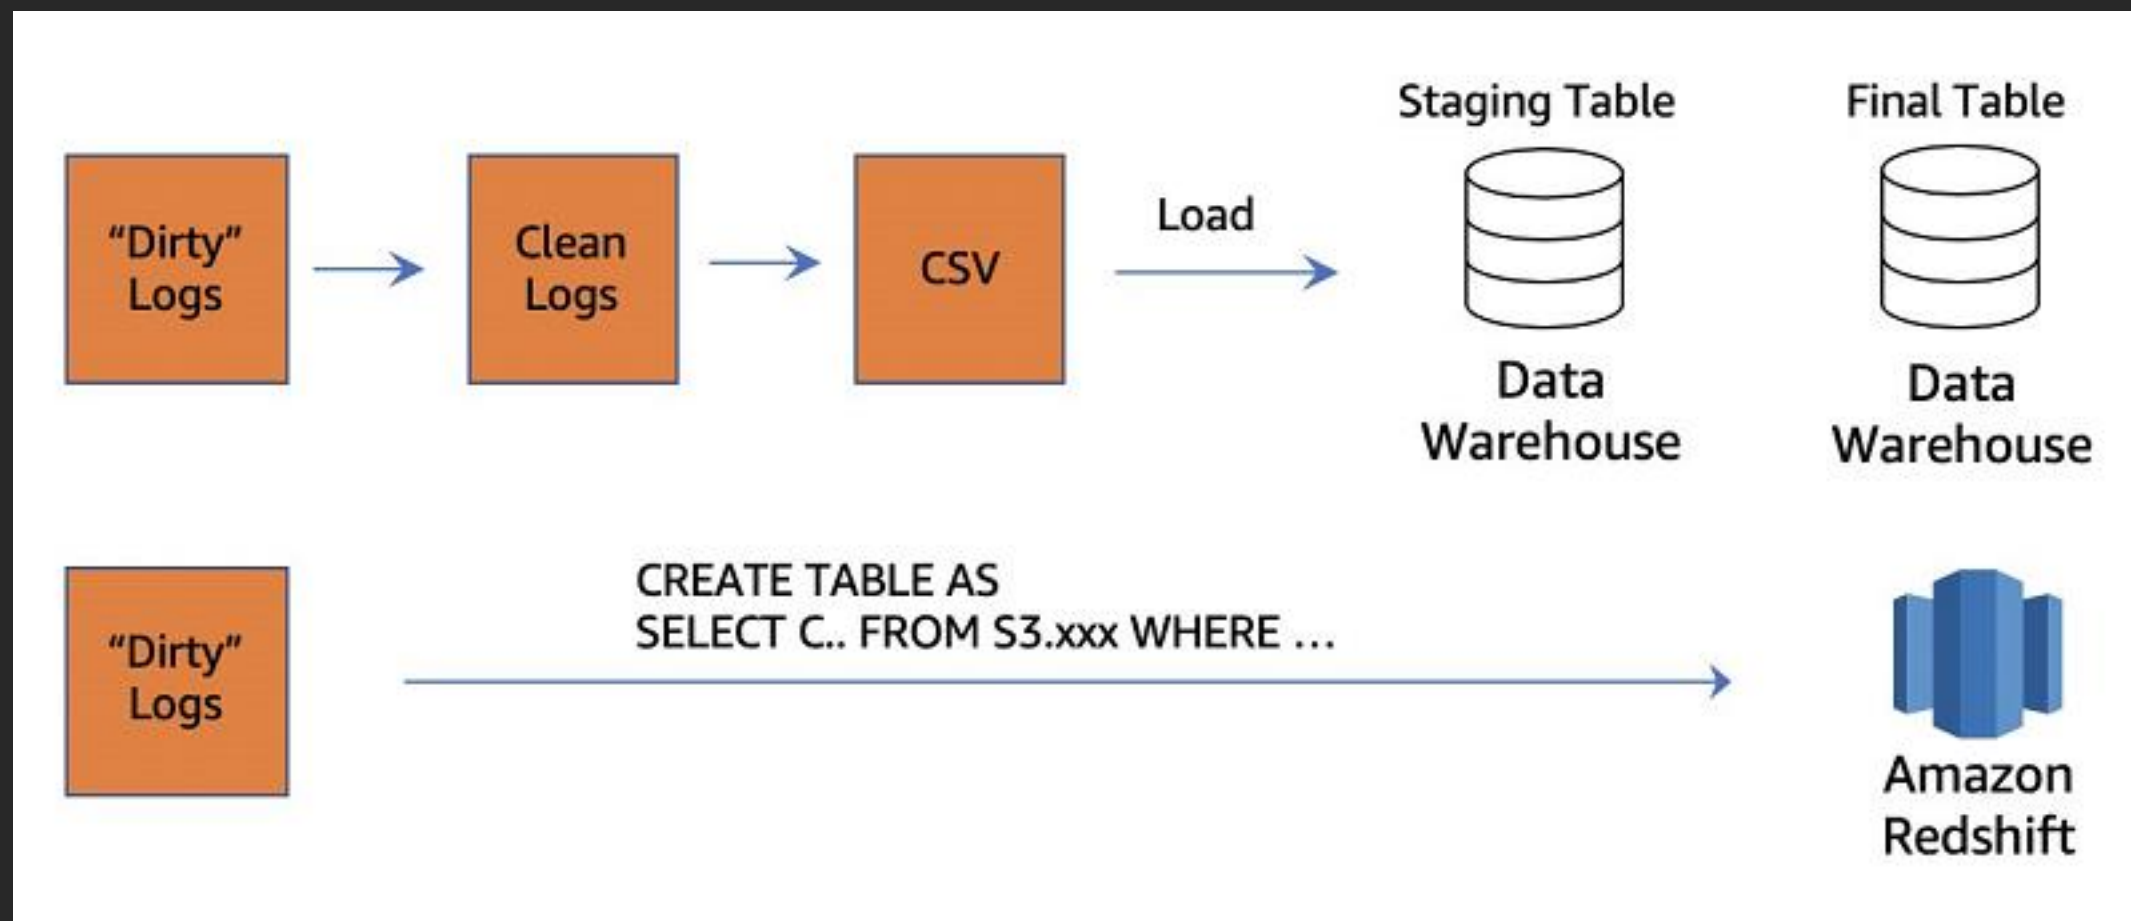 Staging Table
Final Table
“Dirty”
Logs
Clean
Logs
CSV
Load
Data
Warehouse
Data
Warehouse
“Dirty”
Logs
CREATE TABLE AS
SELECT C.. FROM S3.xxx WHERE ...
Amazon
Redshift